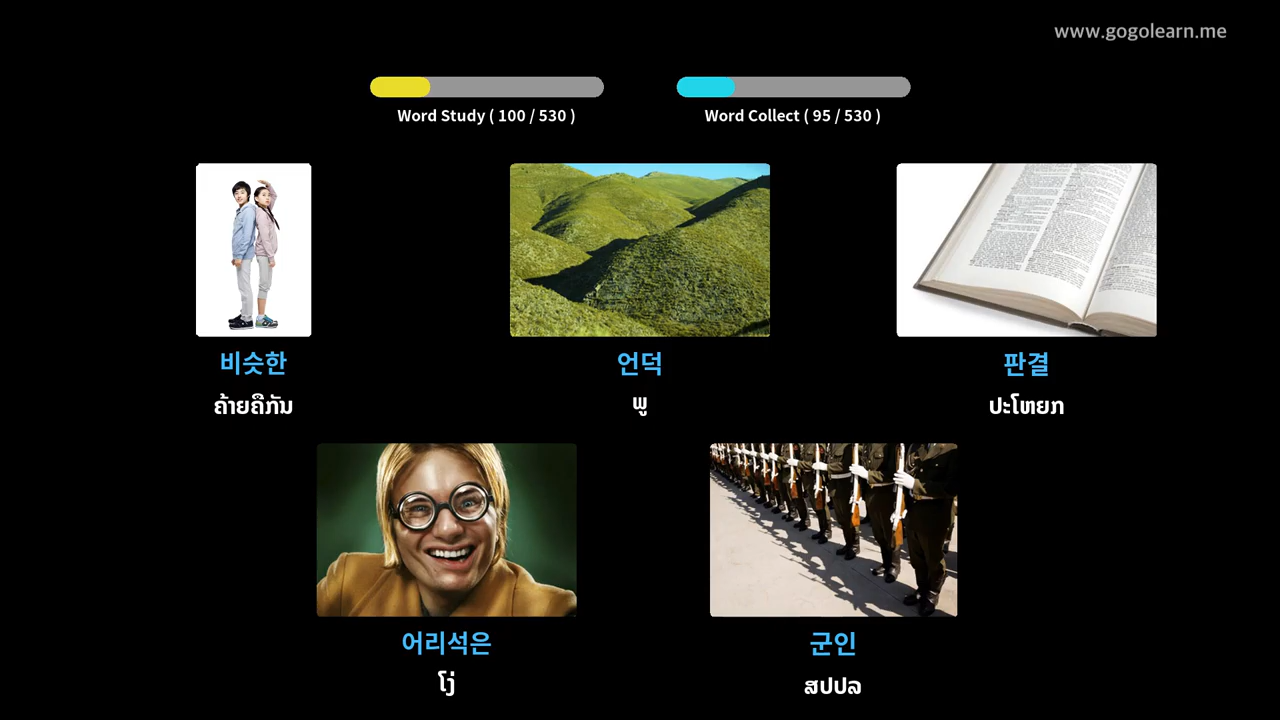 www.gogolearn.me
Word Study ( 100 / 530 )
Word Collect ( 95 / 530 )
비슷한
ຄ້າຍຄືກັນ
언덕
ພູ
판결
ປະໂຫຍກ
어리석은
ໂງ່
군인
ສປປລ